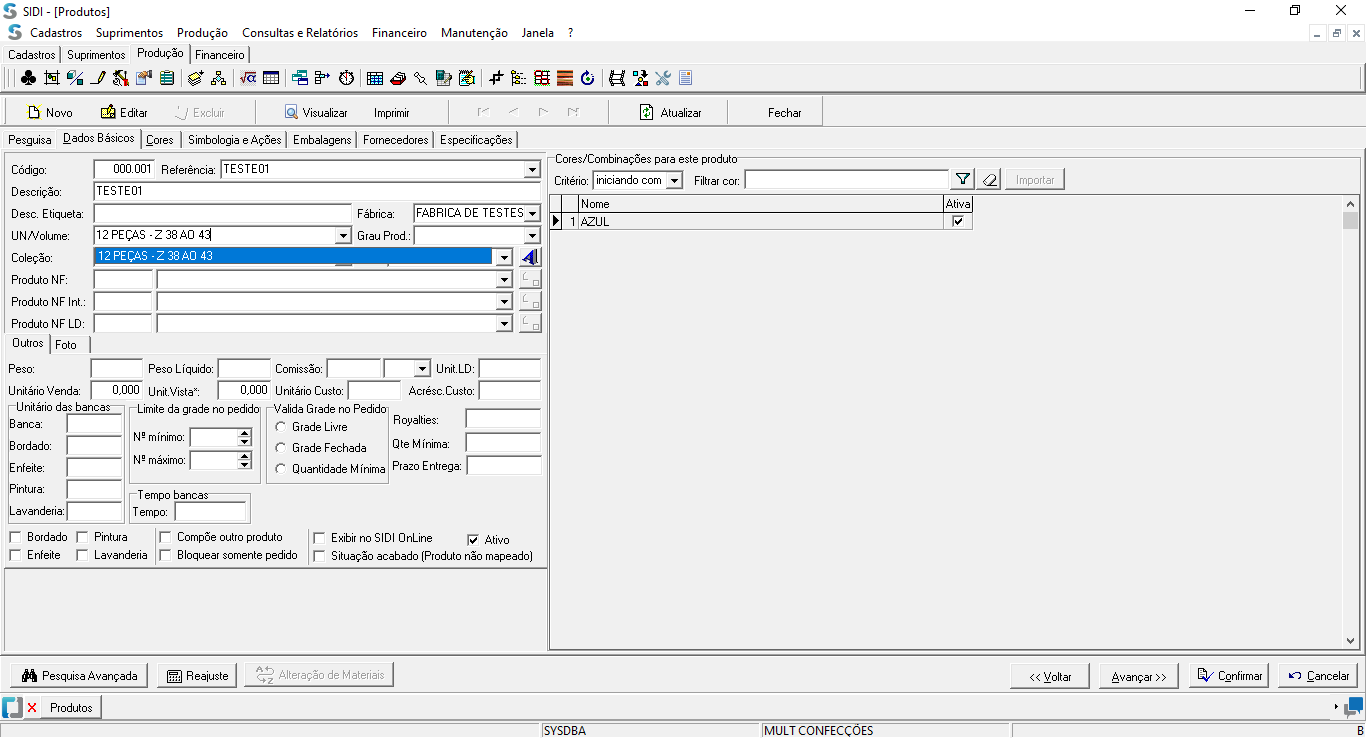 SIDI - [Produtos]
Cadastros Suprimentos Produção Consultas e Relatórios Financeiro Manutenção Janela ?
Cadastros Suprimentos Produção Financeiro
Novo Editar Excluir Visualizar Imprimir Atualizar Fechar
Pesquisa Dados Básicos Cores Simbologia e Ações Embalagens Fornecedores Especificações
Código: 000.001 Referência: TESTE01
Descrição: TESTE01
Desc. Etiqueta: Fábrica: FABRICA DE TESTES
UN/Volume: 12 PEÇAS - Z 38 AO 43 Grau Prod.:
Coleção: 12 PEÇAS - Z 38 AO 43
Produto NF:
Produto NF Int.:
Produto NF LD:
Cores/Combinações para este produto
Critério: iniciando com Filtrar cor: Importar
Nome Ativa
1 AZUL
Outros Foto
Peso: Peso Líquido: Comissão: Unit.LD:
Unitário Venda: 0,000 Unit.Vista*: 0,000 Unitário Custo: Acrésc.Custo:
Unitário das bancas
Banca:
Bordado:
Enfeite:
Pintura:
Lavanderia:
Limite da grade no pedido
Nº mínimo:
Nº máximo:
Tempo bancas
Tempo:
Valida Grade no Pedido
Grade Livre
Grade Fechada
Quantidade Mínima
Royalties:
Qte Mínima:
Prazo Entrega:
Bordado Pintura Compõe outro produto Exibir no SIDI OnLine Ativo
Enfeite Lavanderia Bloquear somente pedido Situação acabado (Produto não mapeado)
Pesquisa Avançada Reajuste Alteração de Materiais << Voltar Avançar >> Confirmar Cancelar
Produtos
SYSDBA MULT CONFECÇÕES B